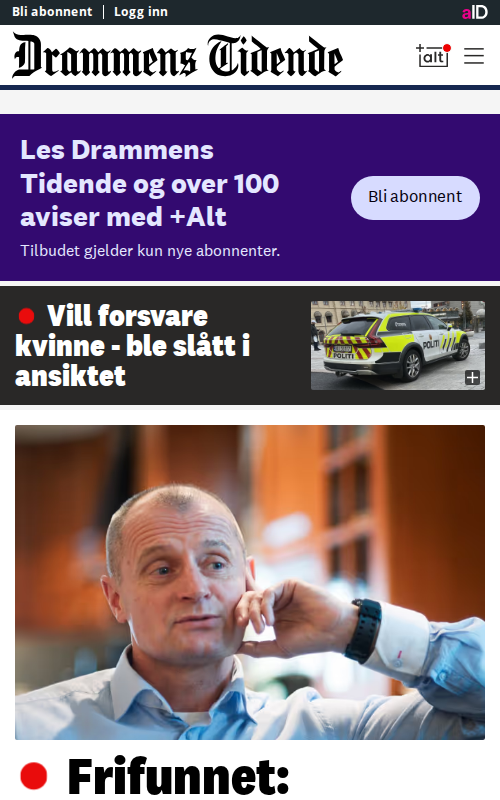 Bli abonnent | Logg inn
aID
Drammens Tidende
+alt
Les Drammens
Tidende og over 100
aviser med +Alt
Tilbudet gjelder kun nye abonnenter.
Bli abonnent
Vill forsvare
kvinne - ble slått i
ansiktet
POLITI
POLITI
Frifunnet: